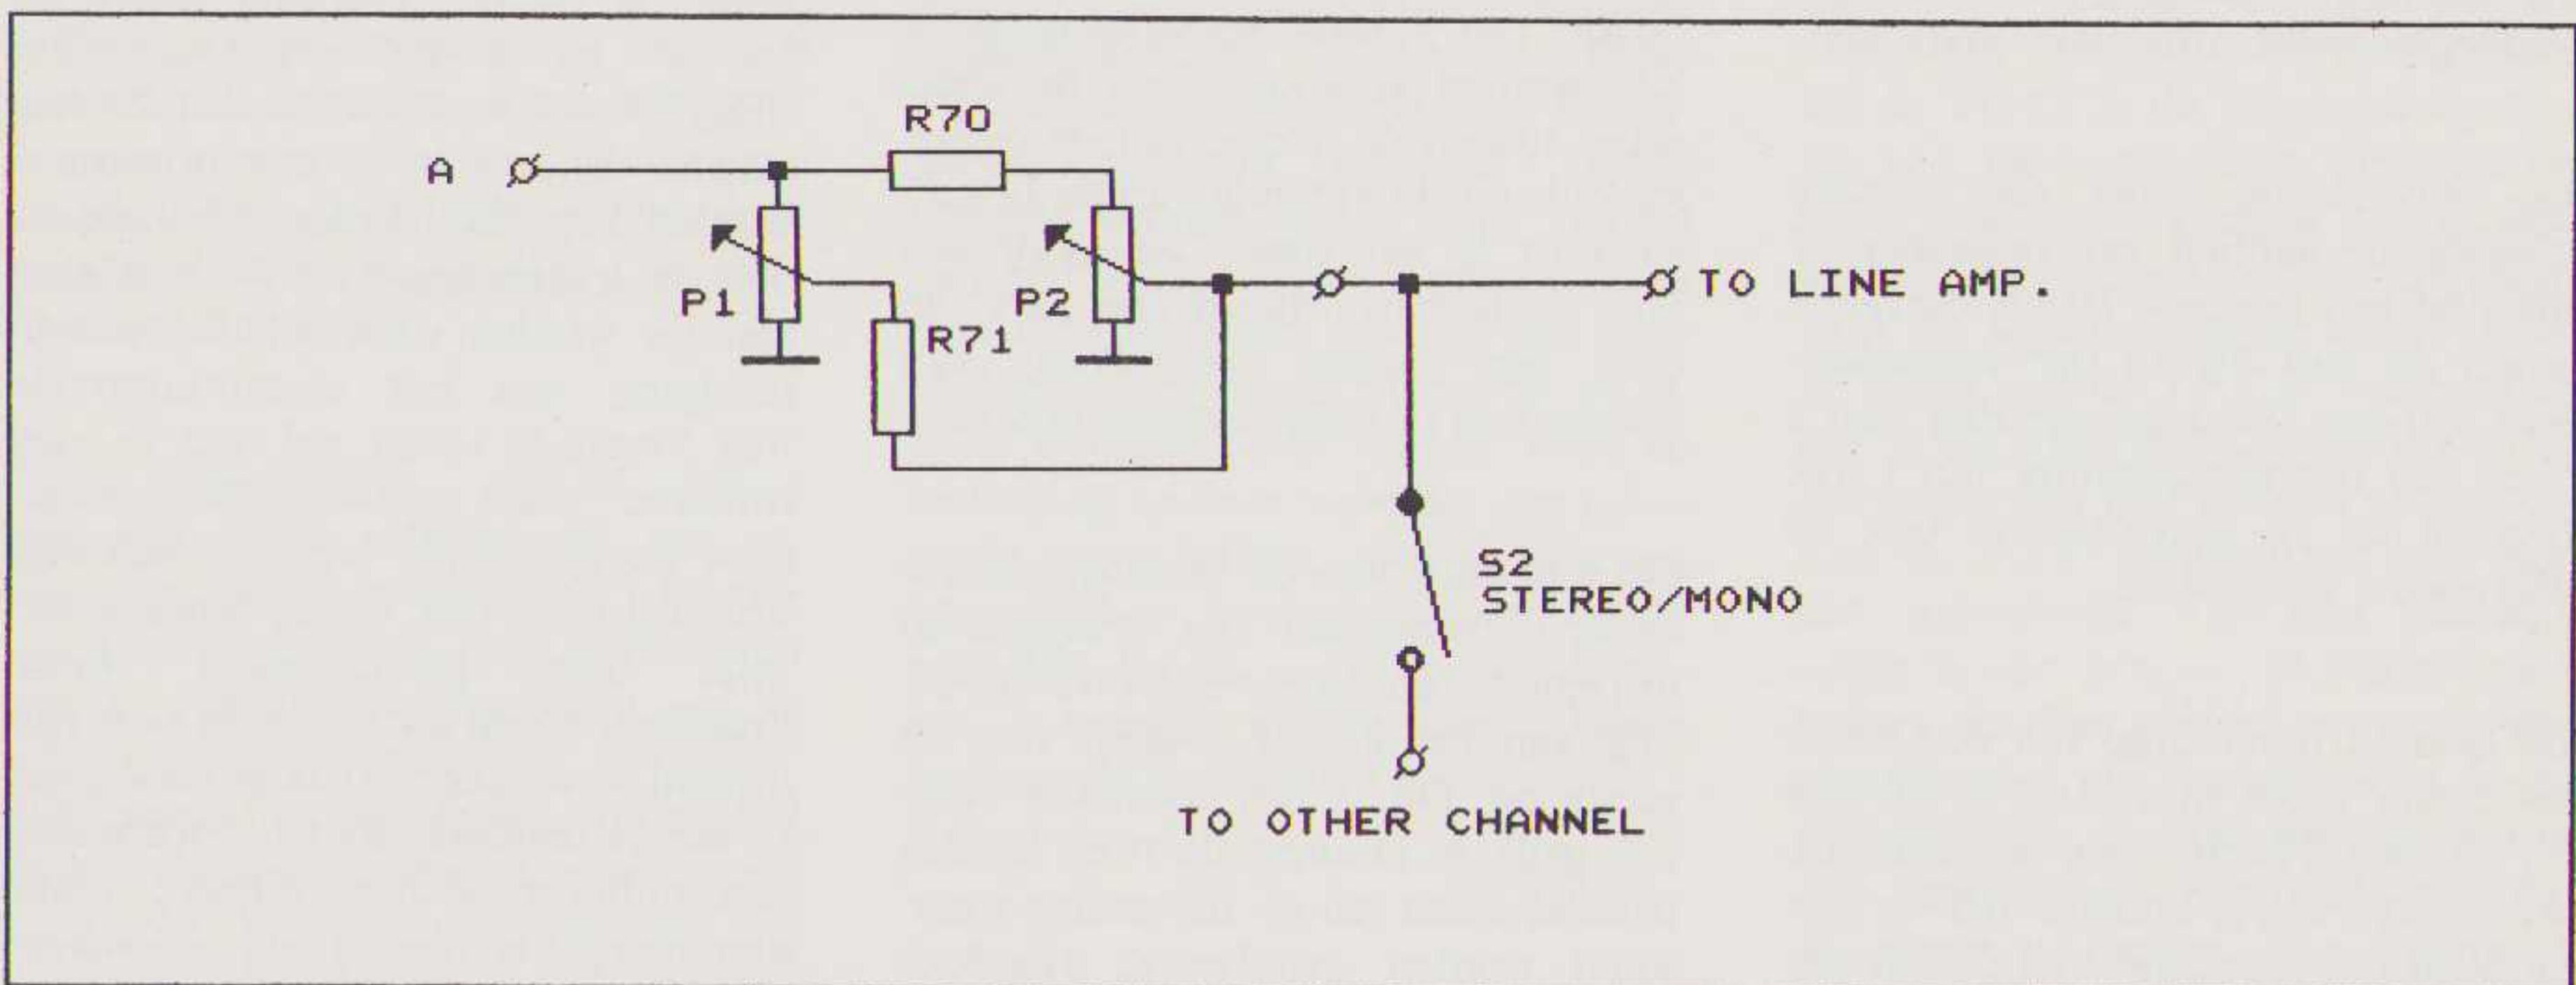 R70
A
P1
P2
TO LINE AMP.
R71
S2
STEREO/MONO
TO OTHER CHANNEL